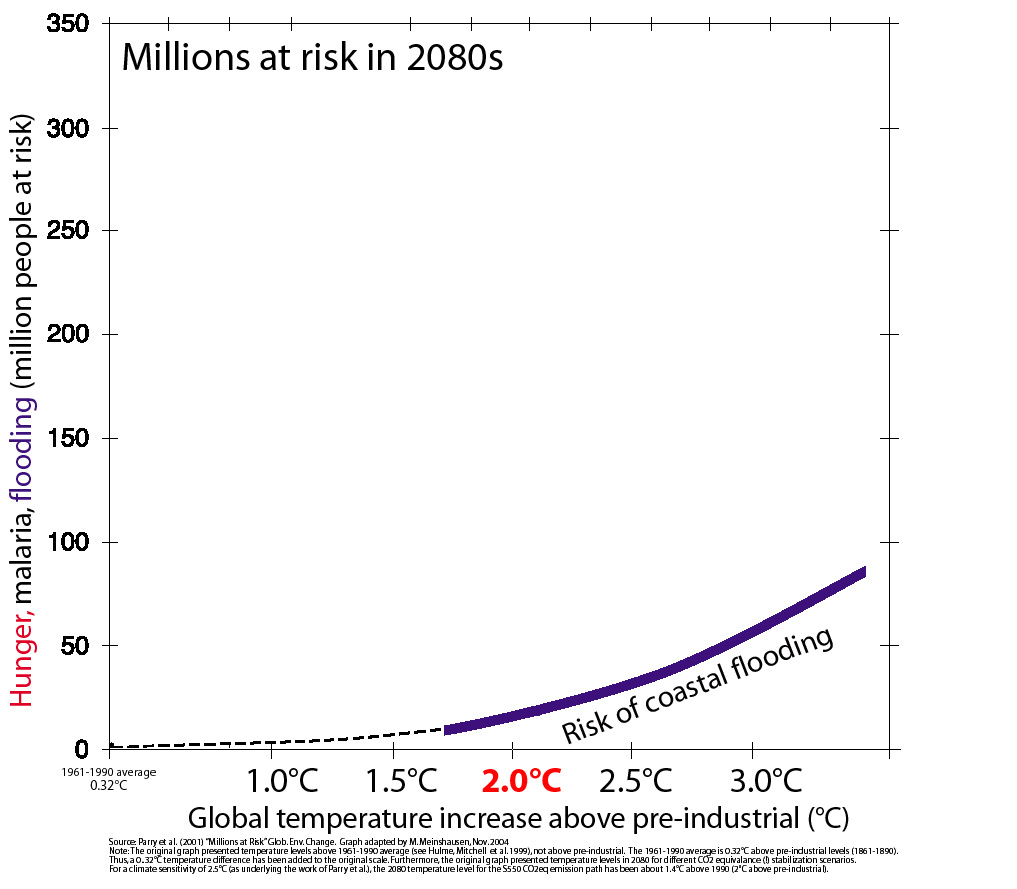 350
Millions at risk in 2080s
300
250
200
150
100
50
0
Hunger, malaria, flooding (million people at risk)
Risk of coastal flooding
1961-1990 average
0.32°C
1.0°C 1.5°C 2.0°C 2.5°C 3.0°C
Global temperature increase above pre-industrial (°C)
Source: Parry et al. (2001) "Millions at Risk" Glob. Env. Change. Graph adapted by M. Meinshausen, Nov. 2004
Note: The original graph presented temperature levels above 1961-1990 average (see Hulme, Mitchell et al. 1999), not above pre-industrial. The 1961-1990 average is 0.32°C above pre-industrial levels (1861-1890).
Thus, a 0..32°C temperature difference has been added to the original scale. Furthermore, the original graph presented temperature levels in 2080 for different CO2 equivalance (!) stabilization scenarios.
For a climate sensitivity of 2.5°C (as underlying the work of Parry et al.), the 2080 temperature level for the S550 CO2eq emission path has been about 1.4°C above 1990 (2°C above pre-industrial).